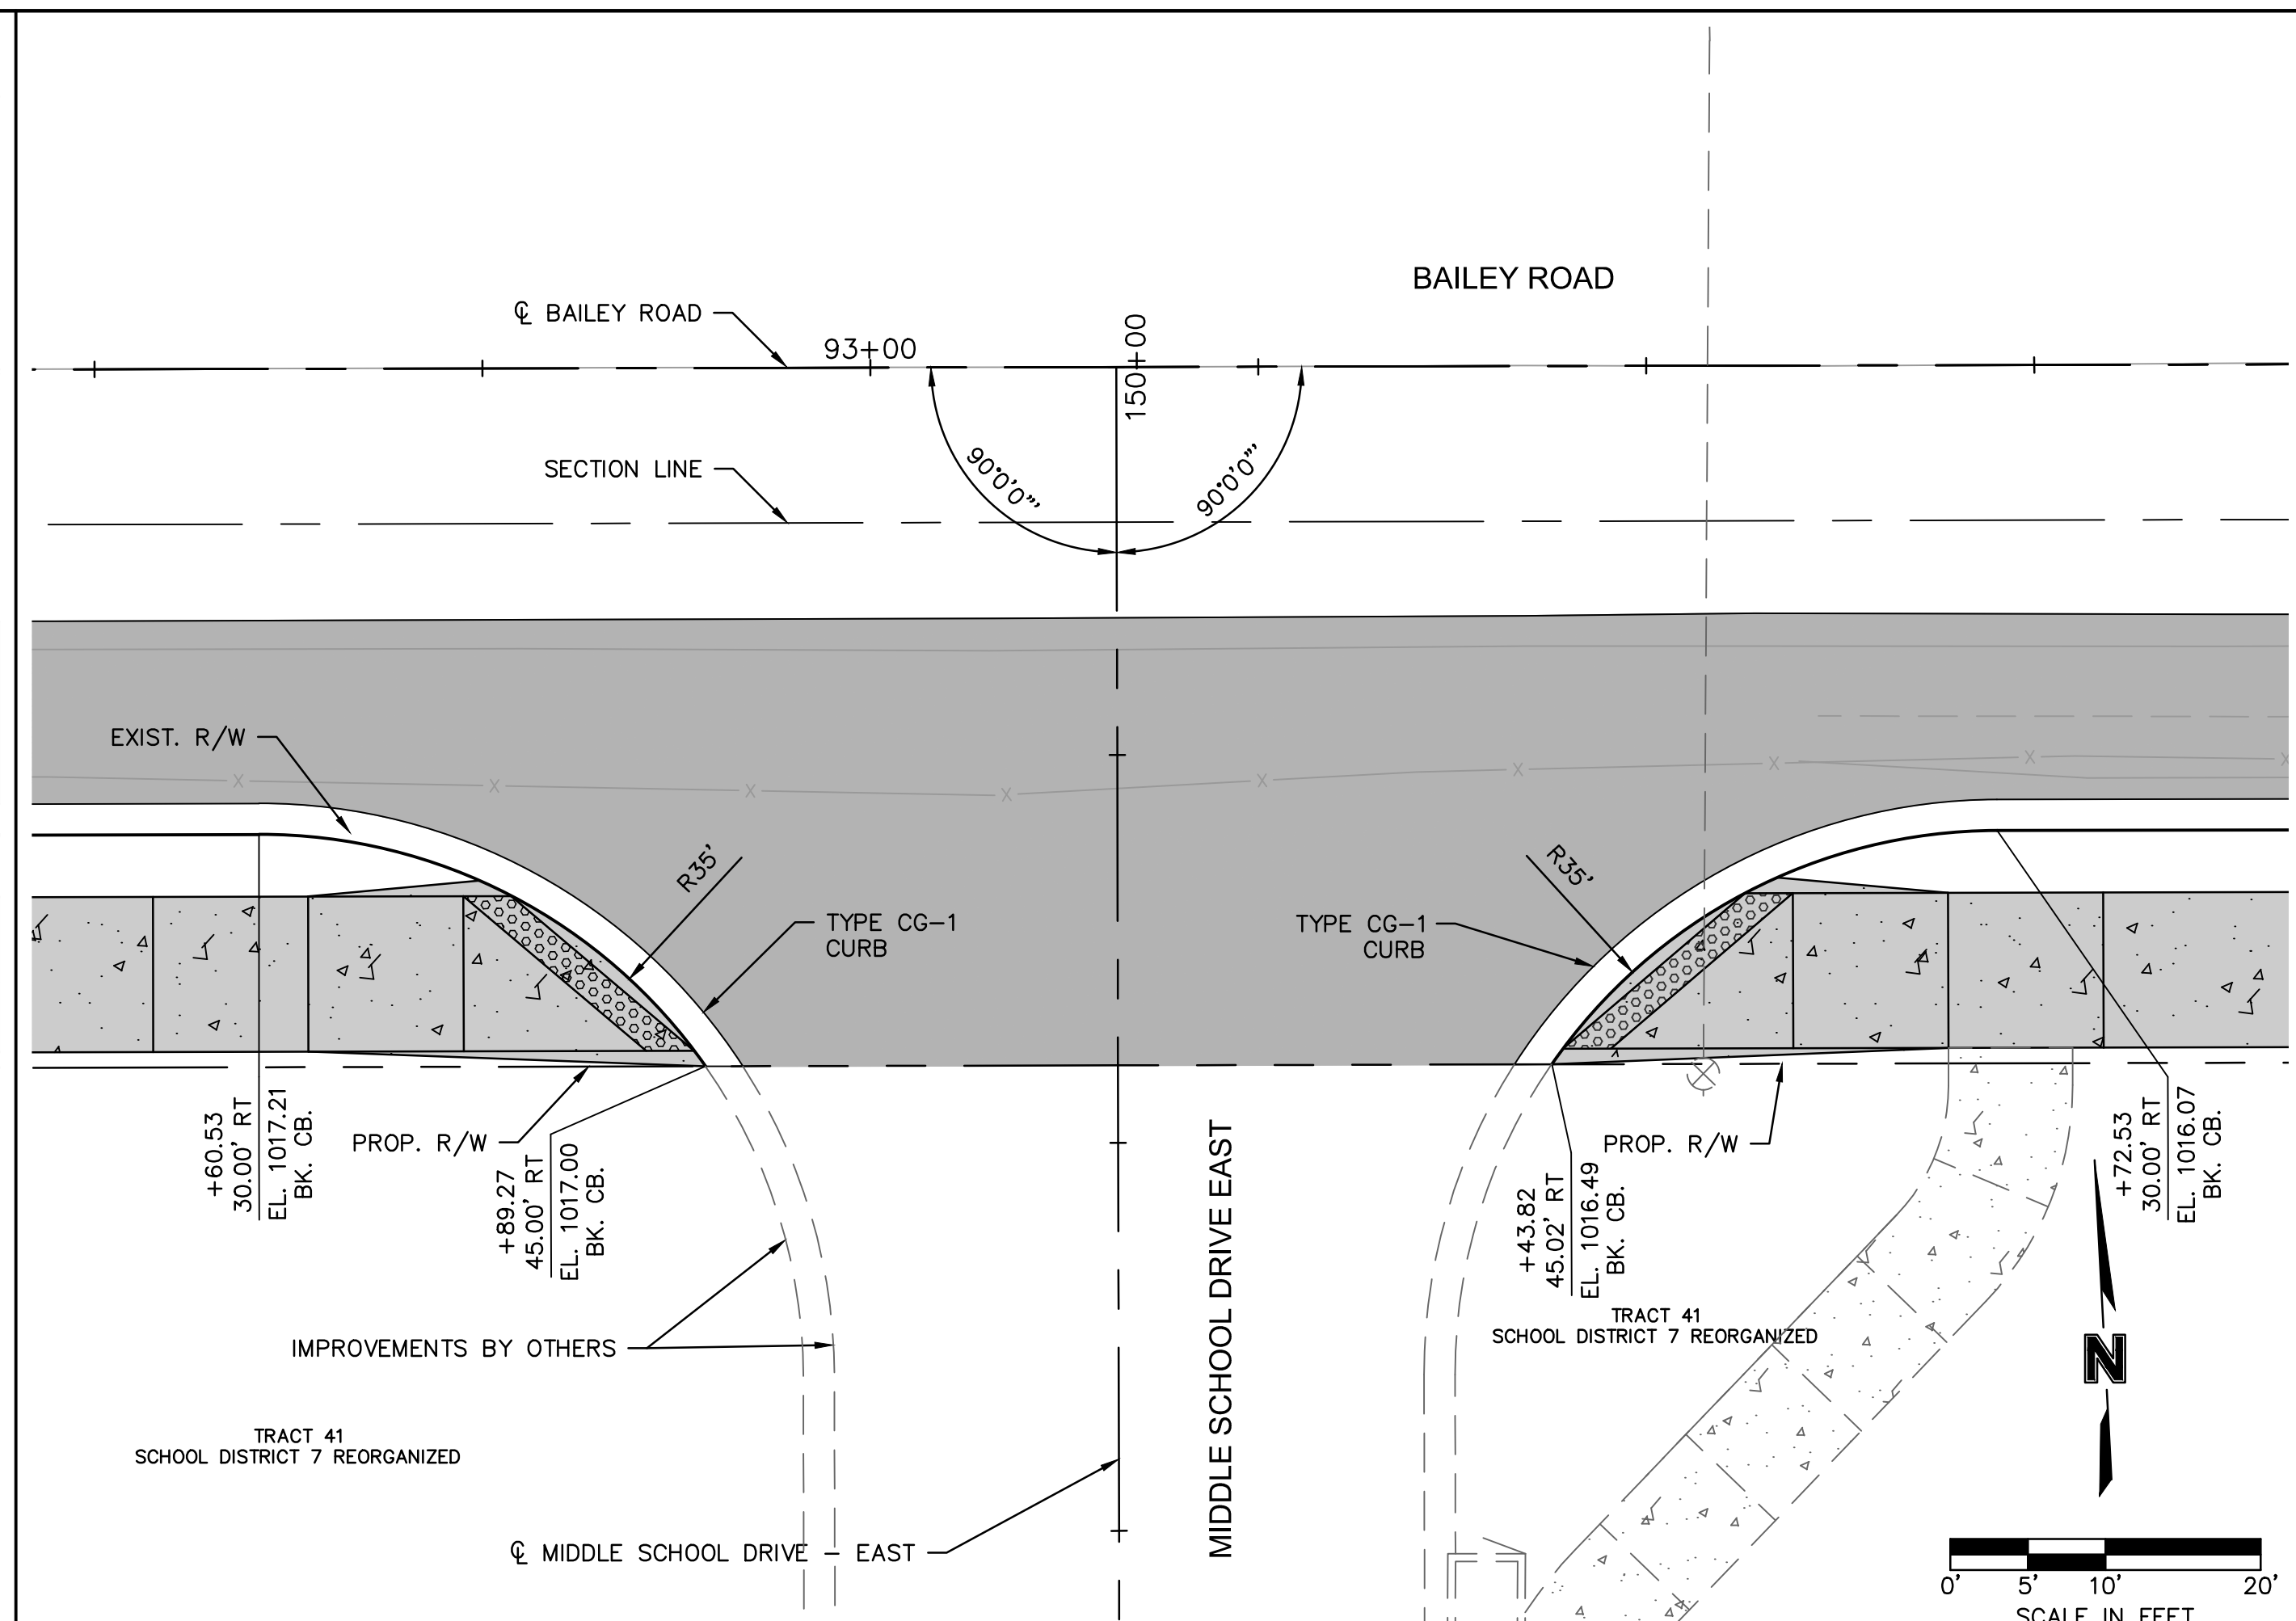 BAILEY ROAD
℄ BAILEY ROAD
93+00
150+00
SECTION LINE
90°0'0"'
90°0'0"'
EXIST. R/W
R35'
R35'
TYPE CG-1
CURB
TYPE CG-1
CURB
+60.53
30.00' RT
EL. 1017.21
BK. CB.
PROP. R/W
+89.27
45.00' RT
EL. 1017.00
BK. CB.
MIDDLE SCHOOL DRIVE EAST
PROP. R/W
+43.82
45.02' RT
EL. 1016.49
BK. CB.
+72.53
30.00' RT
EL. 1016.07
BK. CB.
TRACT 41
SCHOOL DISTRICT 7 REORGANIZED
IMPROVEMENTS BY OTHERS
N
TRACT 41
SCHOOL DISTRICT 7 REORGANIZED
℄ MIDDLE SCHOOL DRIVE - EAST
0' 5' 10' 20'
SCALE IN FEET